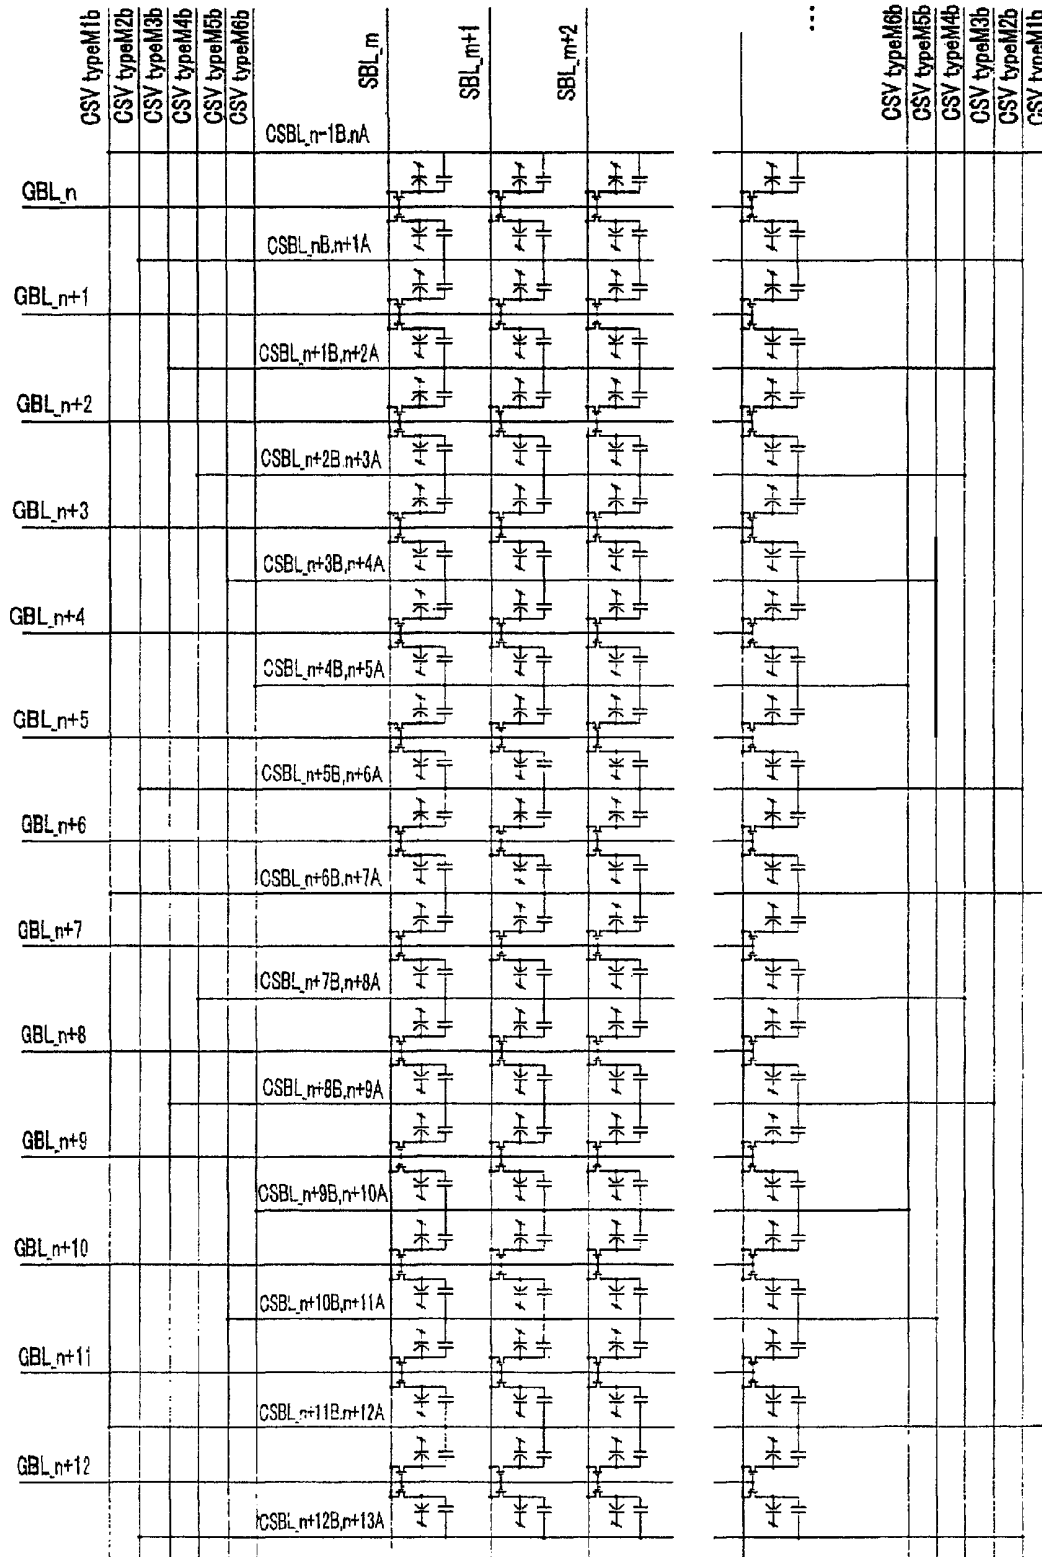 CSV typeM1b
CSV typeM2b
CSV typeM3b
CSV typeM4b
CSV typeM5b
CSV typeM6b
SBL_m
SBL_m+1
SBL_m+2
...
CSV typeM6b
CSV typeM5b
CSV typeM4b
CSV typeM3b
CSV typeM2b
CSV typeM1b
CSBL_n-1B,nA
GBL_n
CSBL_nB,n+1A
GBL_n+1
CSBL_n+1B,n+2A
GBL_n+2
CSBL_n+2B,n+3A
GBL_n+3
CSBL_n+3B,n+4A
GBL_n+4
CSBL_n+4B,n+5A
GBL_n+5
CSBL_n+5B,n+6A
GBL_n+6
CSBL_n+6B,n+7A
GBL_n+7
CSBL_n+7B,n+8A
GBL_n+8
CSBL_n+8B,n+9A
GBL_n+9
CSBL_n+9B,n+10A
GBL_n+10
CSBL_n+10B,n+11A
GBL_n+11
CSBL_n+11B,n+12A
GBL_n+12
CSBL_n+12B,n+13A